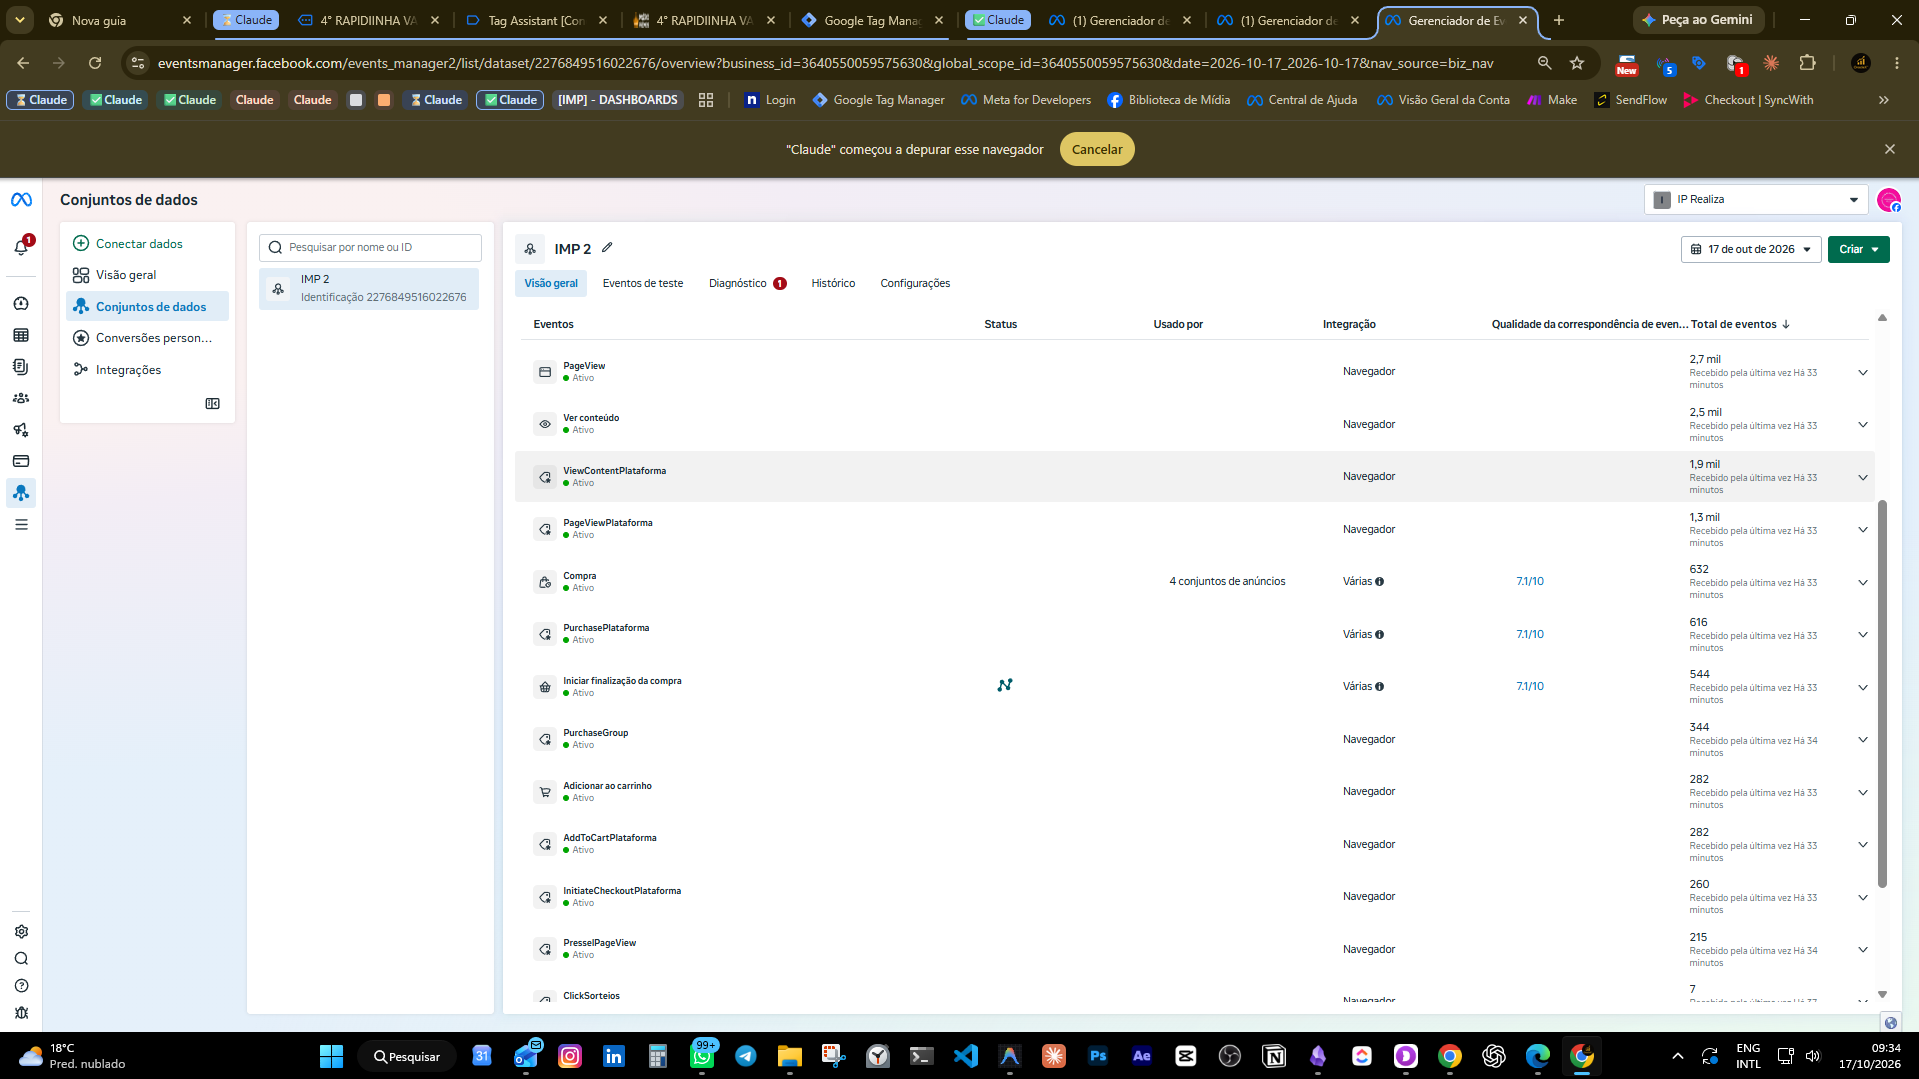 Nova guia
⌛Claude
4° RAPIDIINHA VA
Tag Assistant [Con
4° RAPIDIINHA VA
Google Tag Mana
✅Claude
(1) Gerenciador de
(1) Gerenciador de
Gerenciador de Ev
Peça ao Gemini
eventsmanager.facebook.com/events_manager2/list/dataset/2276849516022676/overview?business_id=3640550059575630&global_scope_id=3640550059575630&date=2026-10-17_2026-10-17&nav_source=biz_nav
New
5
1
⌛Claude
✅Claude
✅Claude
Claude
Claude
⌛Claude
✅Claude
[IMP] - DASHBOARDS
Login
Google Tag Manager
Meta for Developers
Biblioteca de Mídia
Central de Ajuda
Visão Geral da Conta
Make
SendFlow
Checkout | SyncWith
"Claude" começou a depurar esse navegador
Cancelar
Conjuntos de dados
I
IP Realiza
1
Conectar dados
Visão geral
Conjuntos de dados
Conversões person...
Integrações
Pesquisar por nome ou ID
IMP 2
Identificação 2276849516022676
IMP 2
17 de out de 2026
Criar
Visão geral
Eventos de teste
Diagnóstico 1
Histórico
Configurações
Eventos
Status
Usado por
Integração
Qualidade da correspondência de even...
Total de eventos
PageView
Ativo
Navegador
2,7 mil
Recebido pela última vez Há 33
minutos
Ver conteúdo
Ativo
Navegador
2,5 mil
Recebido pela última vez Há 33
minutos
ViewContentPlataforma
Ativo
Navegador
1,9 mil
Recebido pela última vez Há 33
minutos
PageViewPlataforma
Ativo
Navegador
1,3 mil
Recebido pela última vez Há 33
minutos
Compra
Ativo
4 conjuntos de anúncios
Várias
7.1/10
632
Recebido pela última vez Há 33
minutos
PurchasePlataforma
Ativo
Várias
7.1/10
616
Recebido pela última vez Há 33
minutos
Iniciar finalização da compra
Ativo
Várias
7.1/10
544
Recebido pela última vez Há 33
minutos
PurchaseGroup
Ativo
Navegador
344
Recebido pela última vez Há 34
minutos
Adicionar ao carrinho
Ativo
Navegador
282
Recebido pela última vez Há 33
minutos
AddToCartPlataforma
Ativo
Navegador
282
Recebido pela última vez Há 33
minutos
InitiateCheckoutPlataforma
Ativo
Navegador
260
Recebido pela última vez Há 33
minutos
PresselPageView
Ativo
Navegador
215
Recebido pela última vez Há 34
minutos
ClickSorteios
Navegador
7
18°C
Pred. nublado
Pesquisar
31
99+
Ps
Ae
ENG
INTL
09:34
17/10/2026